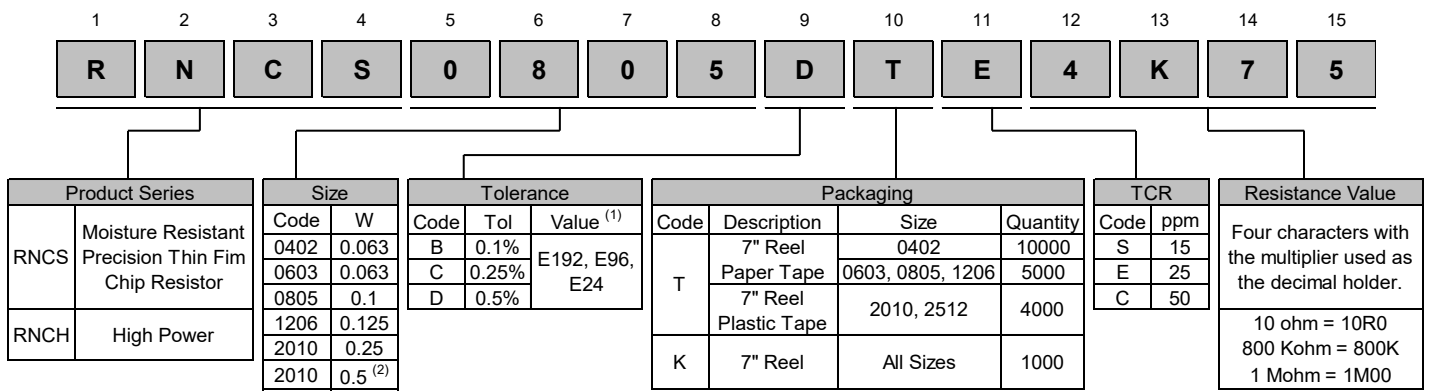 1 2 3 4 5 6 7 8 9 10 11 12 13 14 15
R N C S 0 8 0 5 D T E 4 K 7 5
Product Series
RNCS
Moisture Resistant
Precision Thin Fim
Chip Resistor
RNCH High Power
Size
Code W
0402 0.063
0603 0.063
0805 0.1
1206 0.125
2010 0.25
2010 0.5 (2)
Tolerance
Code Tol Value (1)
B 0.1%
C 0.25%
D 0.5%
E192, E96,
E24
Packaging
Code Description Size Quantity
T
7" Reel
Paper Tape
0402 10000
0603, 0805, 1206 5000
7" Reel
Plastic Tape
2010, 2512 4000
K 7" Reel All Sizes 1000
TCR
Code ppm
S 15
E 25
C 50
Resistance Value
Four characters with
the multiplier used as
the decimal holder.
10 ohm = 10R0
800 Kohm = 800K
1 Mohm = 1M00